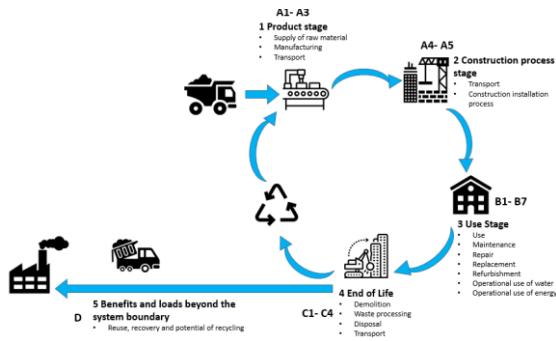 A1- A3
1 Product stage
• Supply of raw material
• Manufacturing
• Transport
A4- A5
2 Construction process
stage
• Transport
• Construction installation
process
B1- B7
3 Use Stage
• Use
• Maintenance
• Repair
• Replacement
• Refurbishment
• Operational use of water
• Operational use of energy
4 End of Life
C1- C4
• Demolition
• Waste processing
• Disposal
• Transport
5 Benefits and loads beyond the
system boundary
D
• Reuse, recovery and potential of recycling